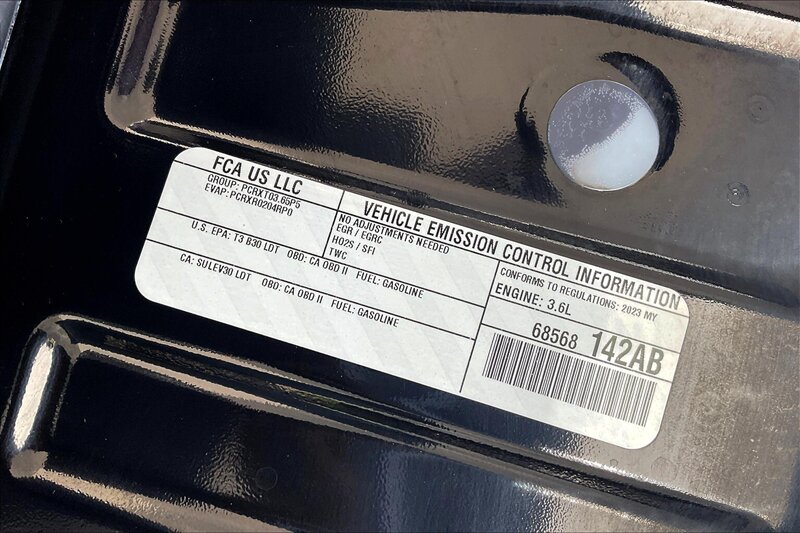 FCA US LLC
GROUP: PCRXT03.65P5
EVAP: PCRXR0204RP0
VEHICLE EMISSION CONTROL INFORMATION
NO ADJUSTMENTS NEEDED
EGR / EGRC
HO2S / SFI
TWC
CONFORMS TO REGULATIONS: 2023 MY
ENGINE: 3.6L
U.S. EPA: T3 B30 LDT OBD: CA OBD II FUEL: GASOLINE
CA: SULEV30 LDT OBD: CA OBD II FUEL: GASOLINE
68568 142AB